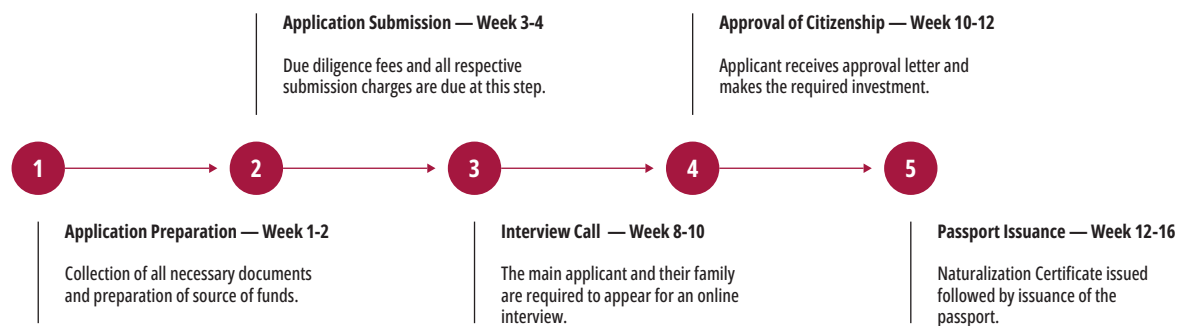 1
Application Preparation — Week 1-2
Collection of all necessary documents
and preparation of source of funds.
2
Application Submission — Week 3-4
Due diligence fees and all respective
submission charges are due at this step.
3
Interview Call — Week 8-10
The main applicant and their family
are required to appear for an online
interview.
4
Approval of Citizenship — Week 10-12
Applicant receives approval letter and
makes the required investment.
5
Passport Issuance — Week 12-16
Naturalization Certificate issued
followed by issuance of the
passport.